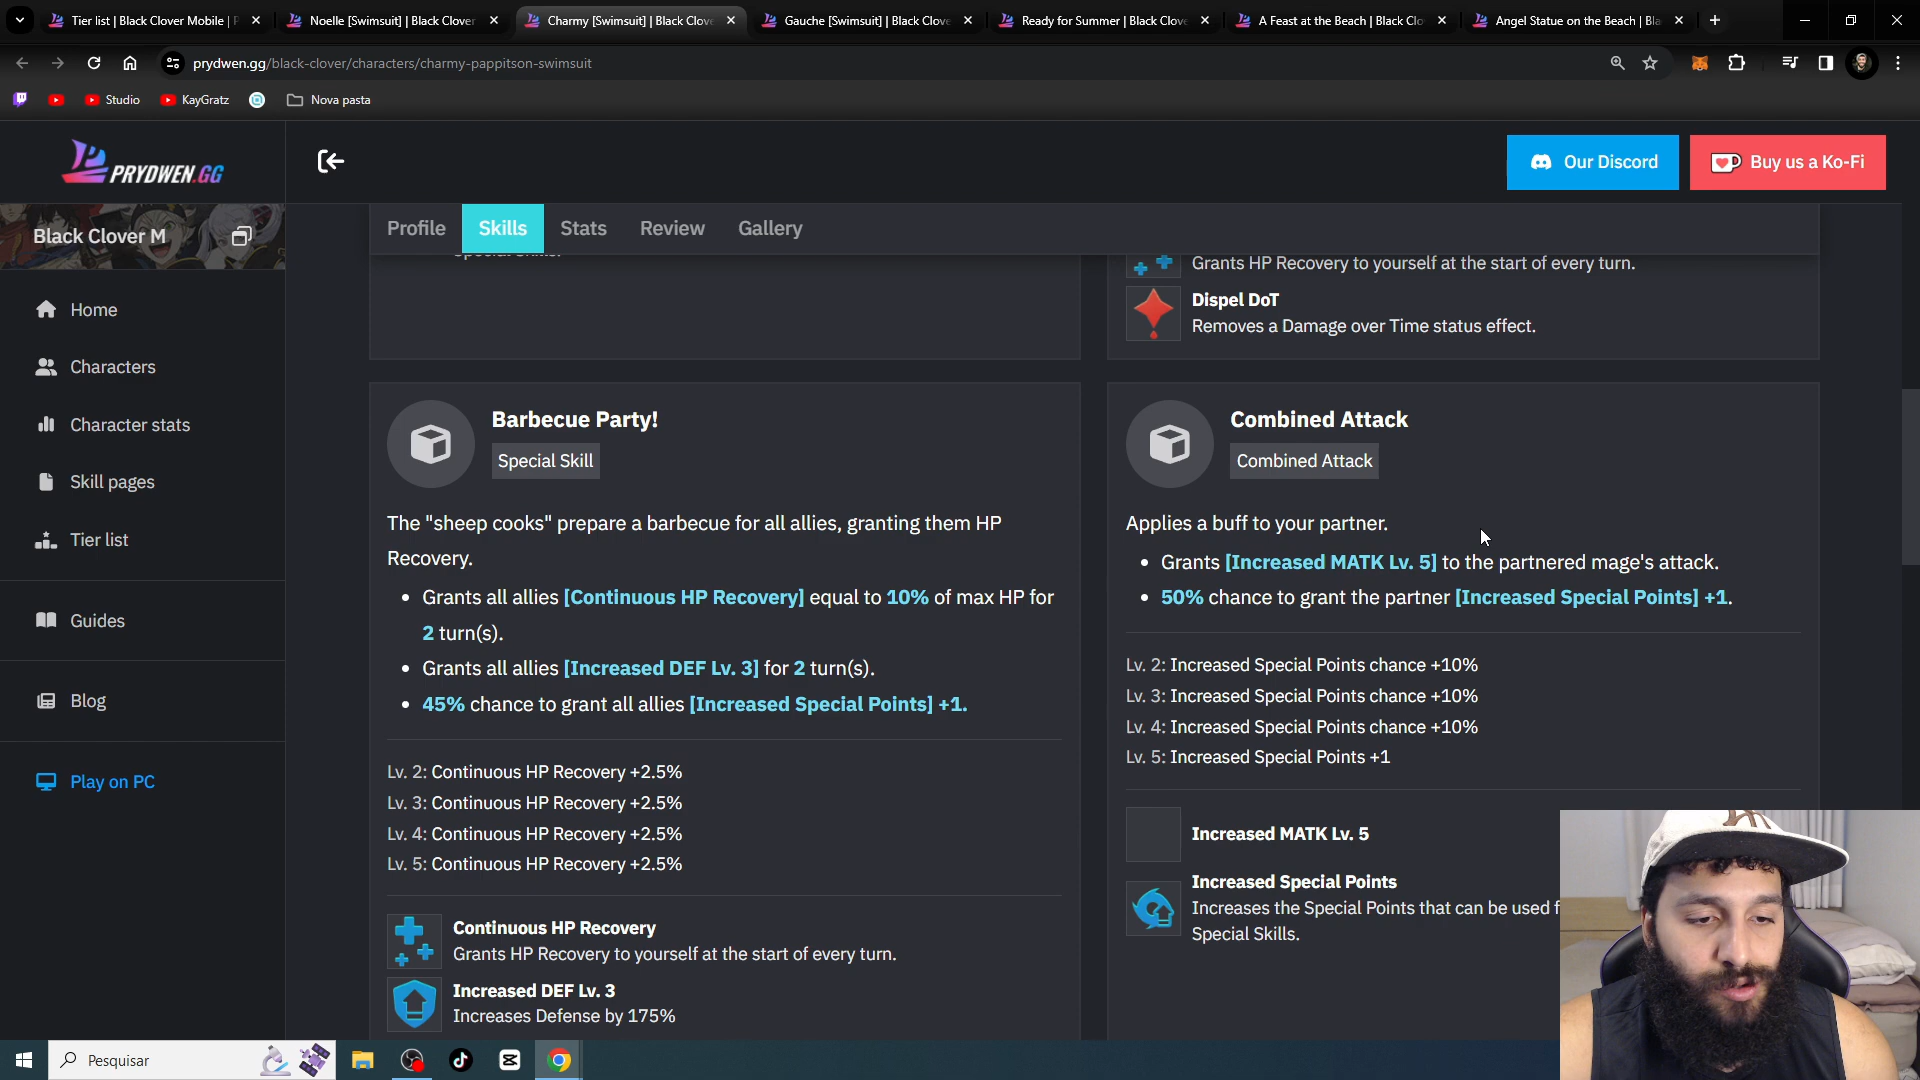 Tier list | Black Clover Mobile | P
Noelle [Swimsuit] | Black Clover
Charmy [Swimsuit] | Black Clove
Gauche [Swimsuit] | Black Clove
Ready for Summer | Black Clove
A Feast at the Beach | Black Clo
Angel Statue on the Beach | Bla
prydwen.gg/black-clover/characters/charmy-pappitson-swimsuit
Studio
KayGratz
Nova pasta
PRYDWEN.GG
Our Discord
Buy us a Ko-Fi
Black Clover M
Profile
Skills
Stats
Review
Gallery
Home
Characters
Character stats
Skill pages
Tier list
Guides
Blog
Play on PC
Special Skills.
Grants HP Recovery to yourself at the start of every turn.
Dispel DoT
Removes a Damage over Time status effect.
Barbecue Party!
Special Skill
The "sheep cooks" prepare a barbecue for all allies, granting them HP
Recovery.
• Grants all allies [Continuous HP Recovery] equal to 10% of max HP for
2 turn(s).
• Grants all allies [Increased DEF Lv. 3] for 2 turn(s).
• 45% chance to grant all allies [Increased Special Points] +1.
Lv. 2: Continuous HP Recovery +2.5%
Lv. 3: Continuous HP Recovery +2.5%
Lv. 4: Continuous HP Recovery +2.5%
Lv. 5: Continuous HP Recovery +2.5%
Continuous HP Recovery
Grants HP Recovery to yourself at the start of every turn.
Increased DEF Lv. 3
Increases Defense by 175%
Combined Attack
Combined Attack
Applies a buff to your partner.
• Grants [Increased MATK Lv. 5] to the partnered mage's attack.
• 50% chance to grant the partner [Increased Special Points] +1.
Lv. 2: Increased Special Points chance +10%
Lv. 3: Increased Special Points chance +10%
Lv. 4: Increased Special Points chance +10%
Lv. 5: Increased Special Points +1
Increased MATK Lv. 5
Increased Special Points
Increases the Special Points that can be used f
Special Skills.
Pesquisar